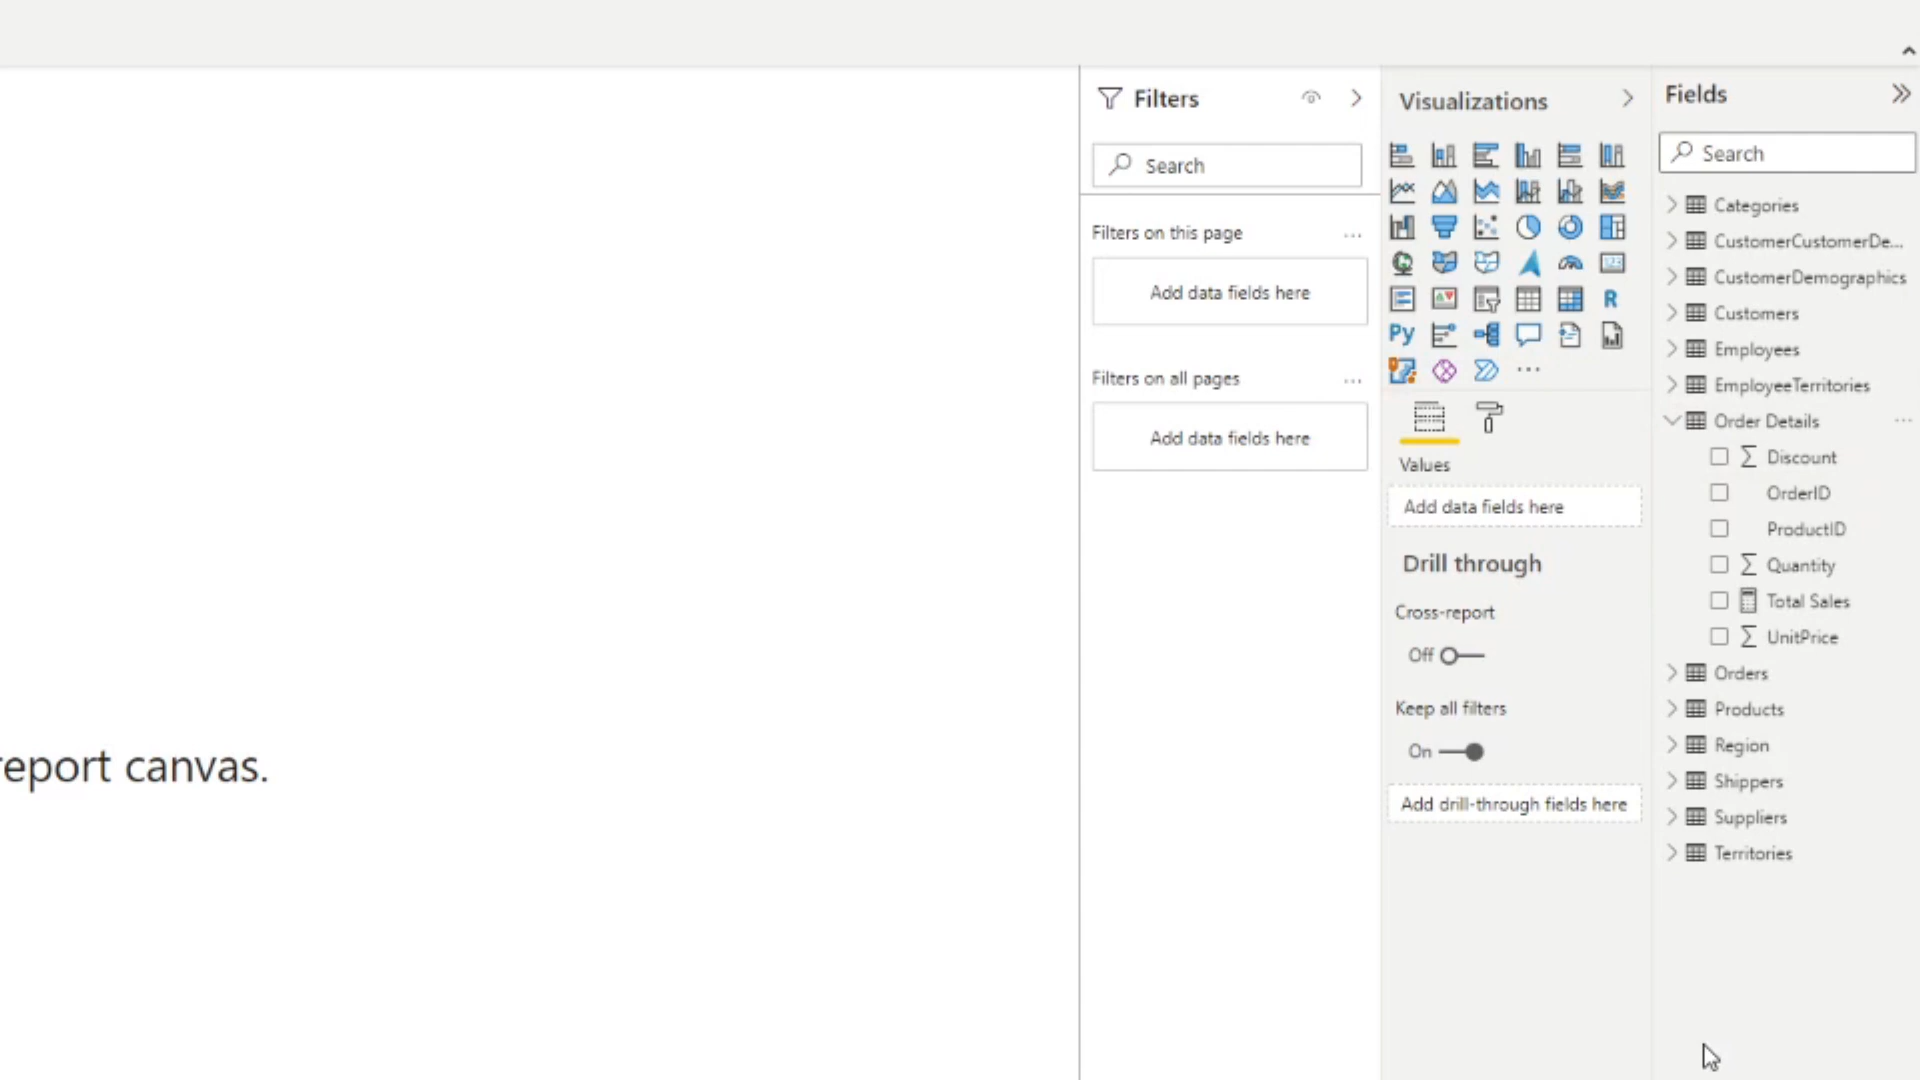 report canvas.
Filters
Search
Filters on this page
...
Add data fields here
Filters on all pages
...
Add data fields here
Visualizations
123
R
Py
...
Values
Add data fields here
Drill through
Cross-report
Off
Keep all filters
On
Add drill-through fields here
Fields
Search
Categories
CustomerCustomerDe...
CustomerDemographics
Customers
Employees
EmployeeTerritories
Order Details
...
Σ Discount
OrderID
ProductID
Σ Quantity
Total Sales
Σ UnitPrice
Orders
Products
Region
Shippers
Suppliers
Territories